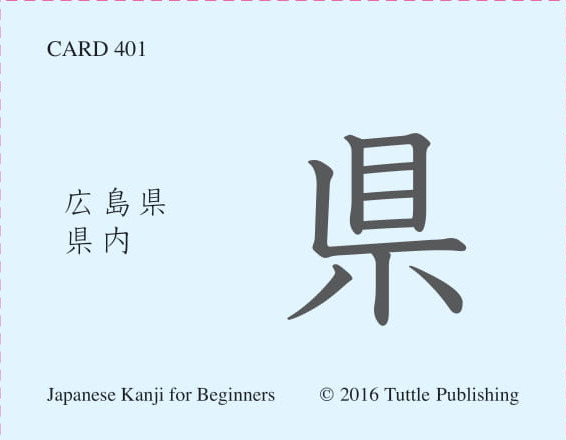 CARD 401
県
広島県
県内
Japanese Kanji for Beginners © 2016 Tuttle Publishing